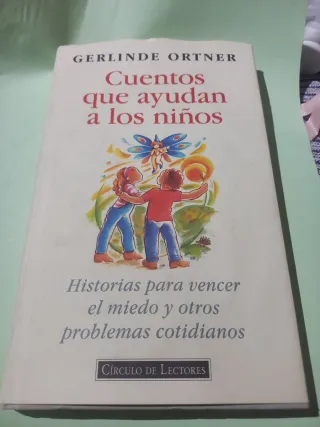 GERLINDE ORTNER
Cuentos
que ayudan
a los niños
Historias para vencer
el miedo y otros
problemas cotidianos
CÍRCULO DE LECTORES